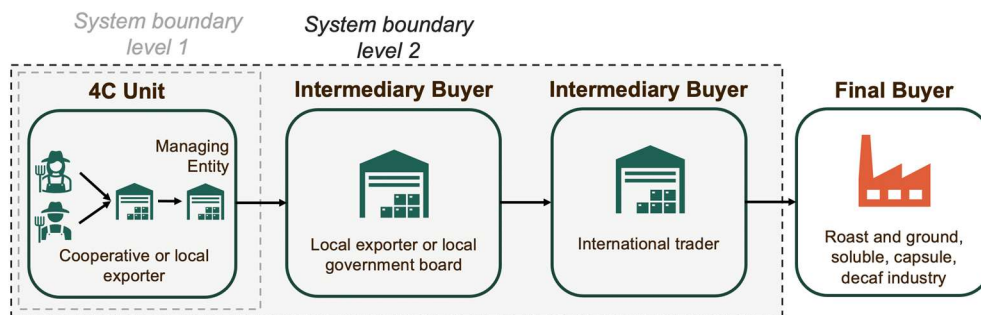 System boundary
level 1
System boundary
level 2
4C Unit
Managing
Entity
Cooperative or local
exporter
Intermediary Buyer
Local exporter or local
government board
Intermediary Buyer
International trader
Final Buyer
Roast and ground,
soluble, capsule,
decaf industry